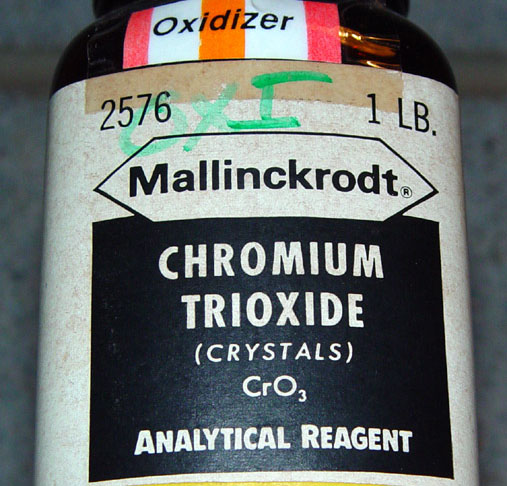 Oxidizer
2576 1 LB.
OXI
Mallinckrodt®
CHROMIUM
TRIOXIDE
(CRYSTALS)
CrO₃
ANALYTICAL REAGENT